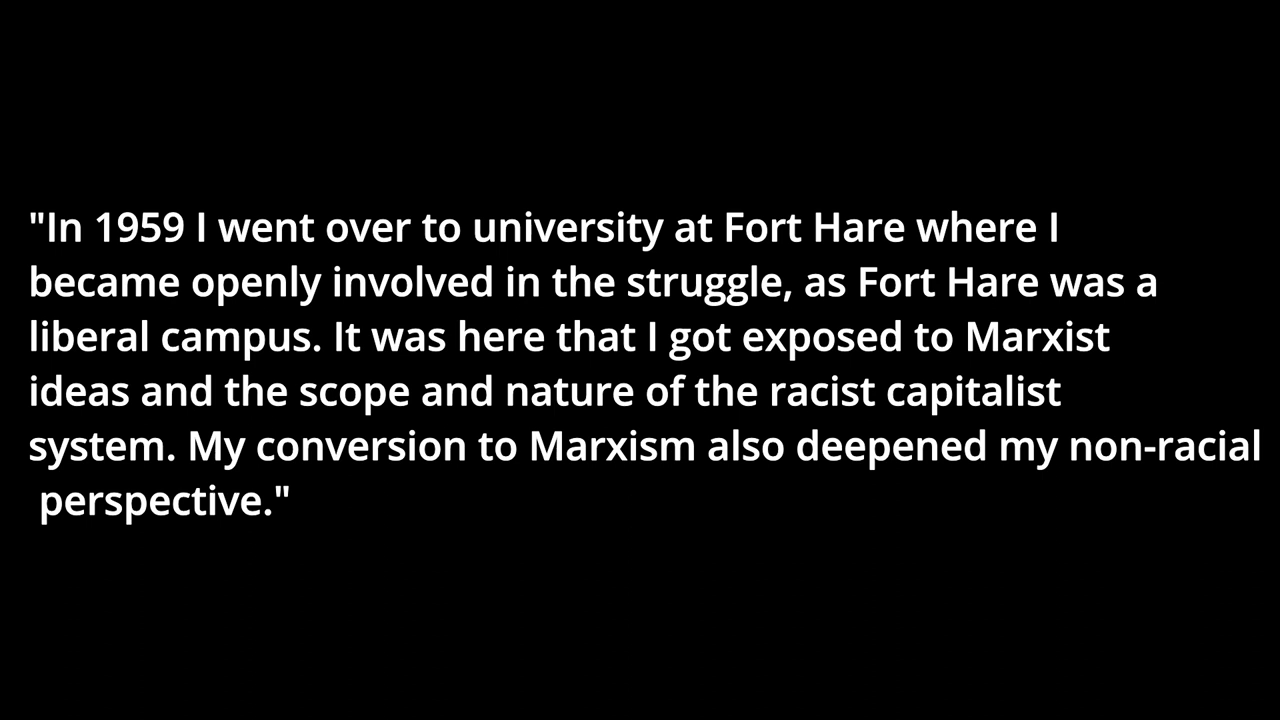 "In 1959 I went over to university at Fort Hare where I
became openly involved in the struggle, as Fort Hare was a
liberal campus. It was here that I got exposed to Marxist
ideas and the scope and nature of the racist capitalist
system. My conversion to Marxism also deepened my non-racial
perspective."